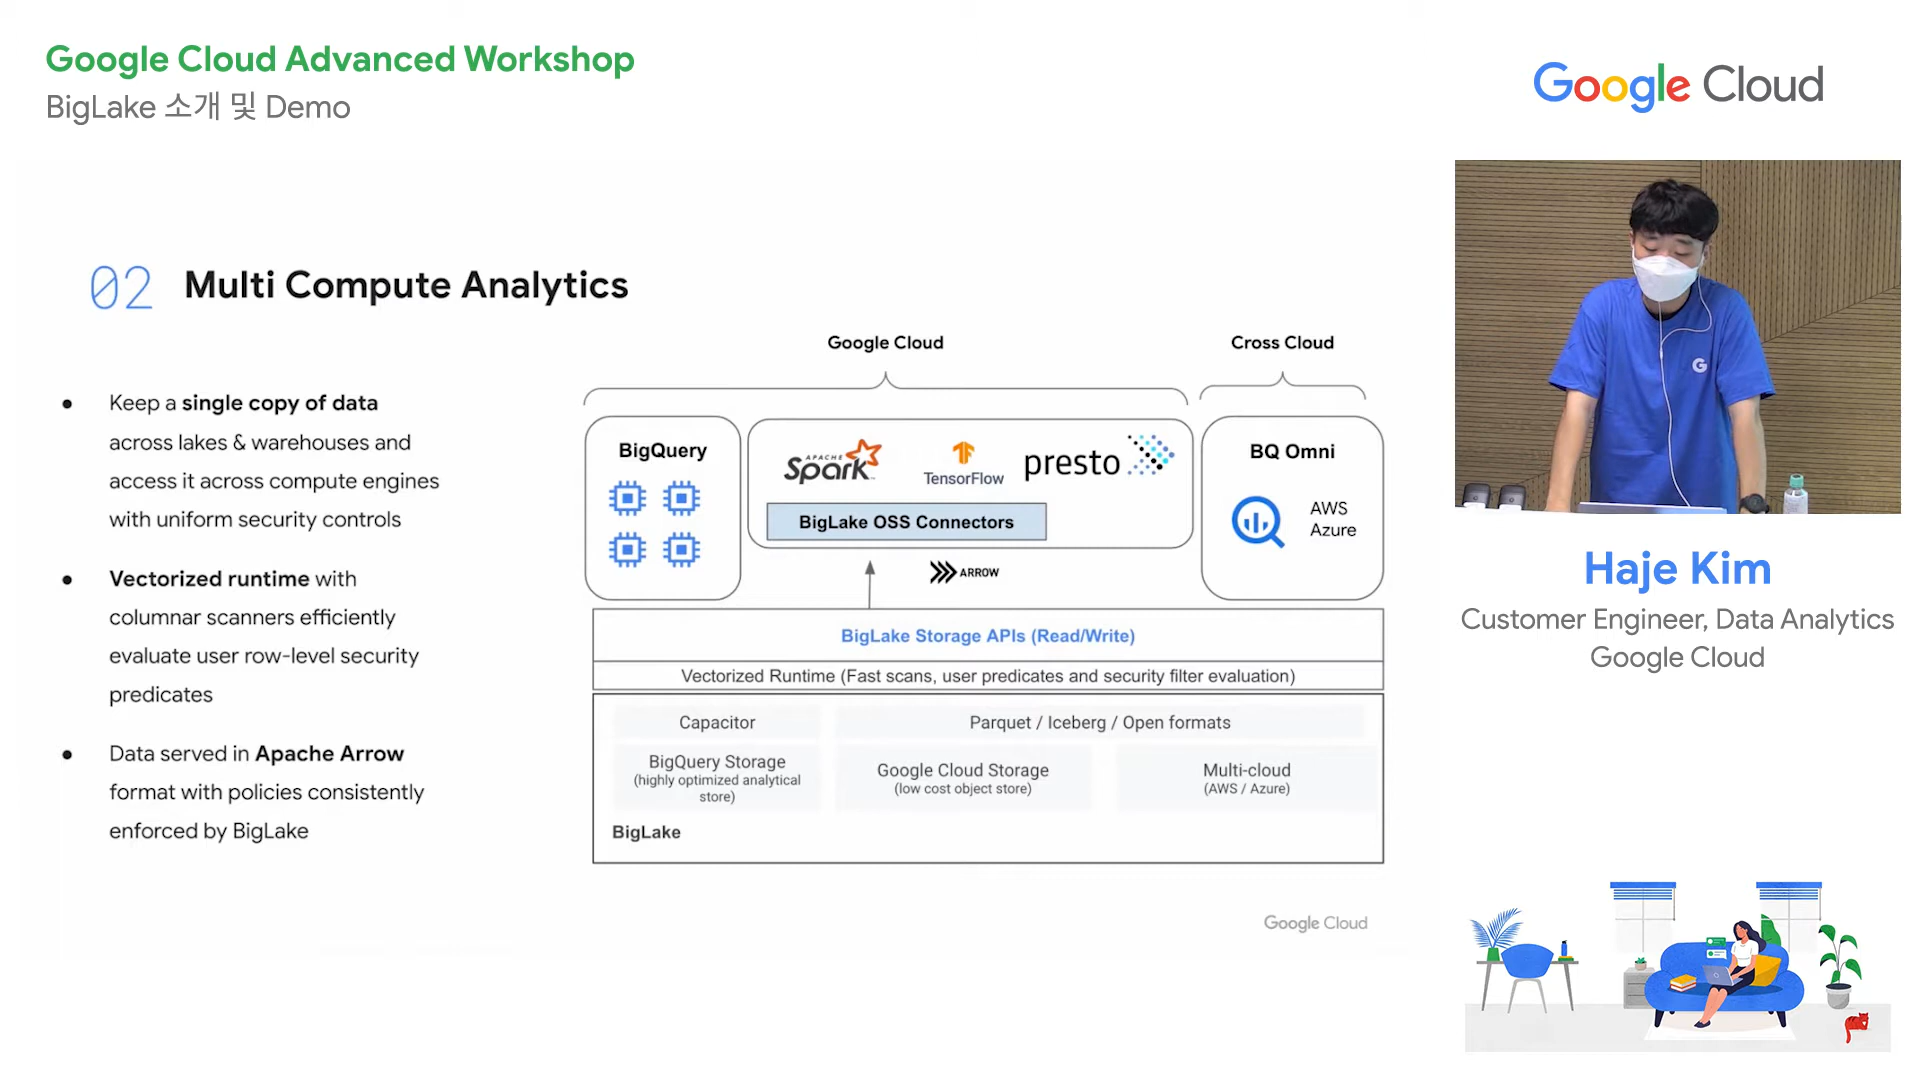 Google Cloud Advanced Workshop
BigLake 소개 및 Demo
Google Cloud
02 Multi Compute Analytics
Keep a single copy of data
across lakes & warehouses and
access it across compute engines
with uniform security controls
Vectorized runtime with
columnar scanners efficiently
evaluate user row-level security
predicates
Data served in Apache Arrow
format with policies consistently
enforced by BigLake
Google Cloud
Cross Cloud
BigQuery
APACHE
Spark
TensorFlow
presto
BigLake OSS Connectors
ARROW
BQ Omni
AWS
Azure
BigLake Storage APIs (Read/Write)
Vectorized Runtime (Fast scans, user predicates and security filter evaluation)
Capacitor
Parquet / Iceberg / Open formats
BigQuery Storage
(highly optimized analytical
store)
Google Cloud Storage
(low cost object store)
Multi-cloud
(AWS / Azure)
BigLake
Google Cloud
G
Haje Kim
Customer Engineer, Data Analytics
Google Cloud